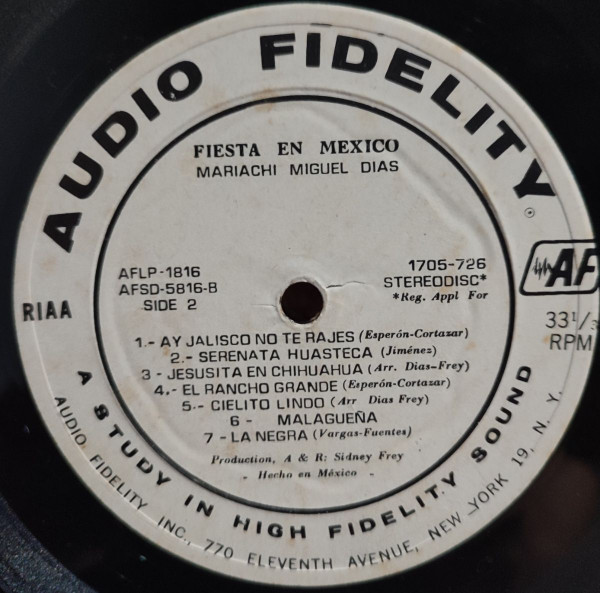 AUDIO FIDELITY
FIESTA EN MEXICO
MARIACHI MIGUEL DIAS
AFLP-1816
AFSD-5816-B
SIDE 2
1705-726
STEREODISC*
*Reg. Appl For
RIAA
AF
33 1/3
RPM
1.- AY JALISCO NO TE RAJES (Esperón-Cortazar)
2.- SERENATA HUASTECA (Jiménez)
3 - JESUSITA EN CHIHUAHUA (Arr. Dias-Frey)
4.- EL RANCHO GRANDE (Esperón-Cortazar)
5.- CIELITO LINDO (Arr Dias Frey)
6 - MALAGUEÑA
7 - LA NEGRA (Vargas-Fuentes)
Production, A & R: Sidney Frey
- Hecho en México -
A STUDY IN HIGH FIDELITY SOUND
AUDIO FIDELITY INC., 770 ELEVENTH AVENUE, NEW YORK 19, N. Y.